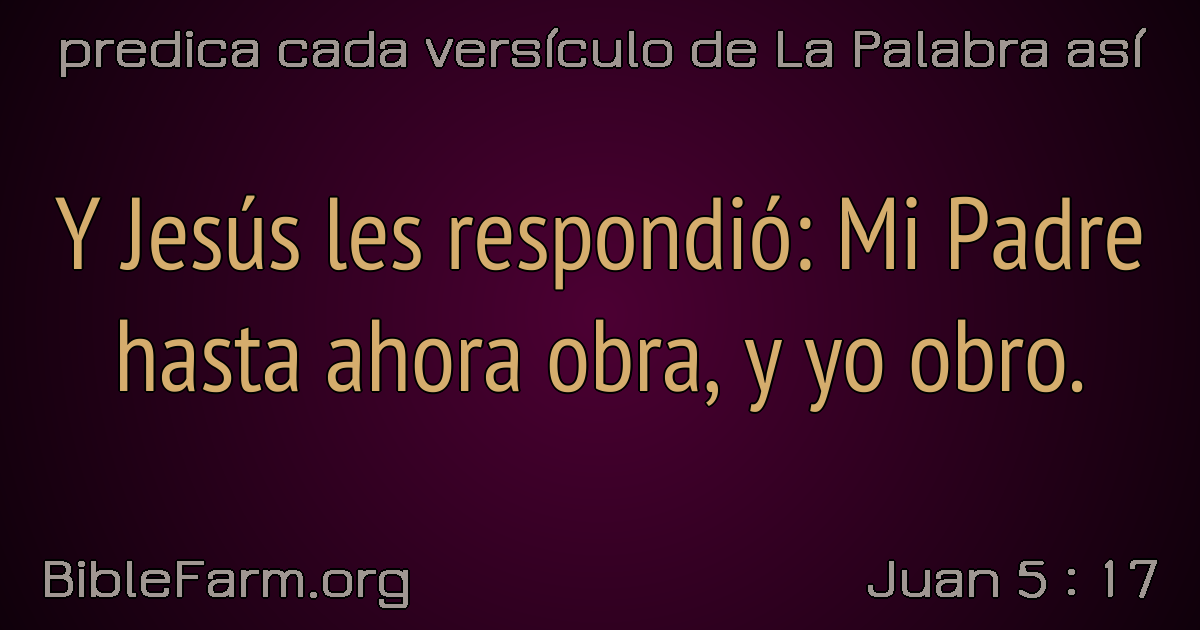 predica cada versículo de La Palabra así
Y Jesús les respondió: Mi Padre
hasta ahora obra, y yo obro.
BibleFarm.org
Juan 5 : 17